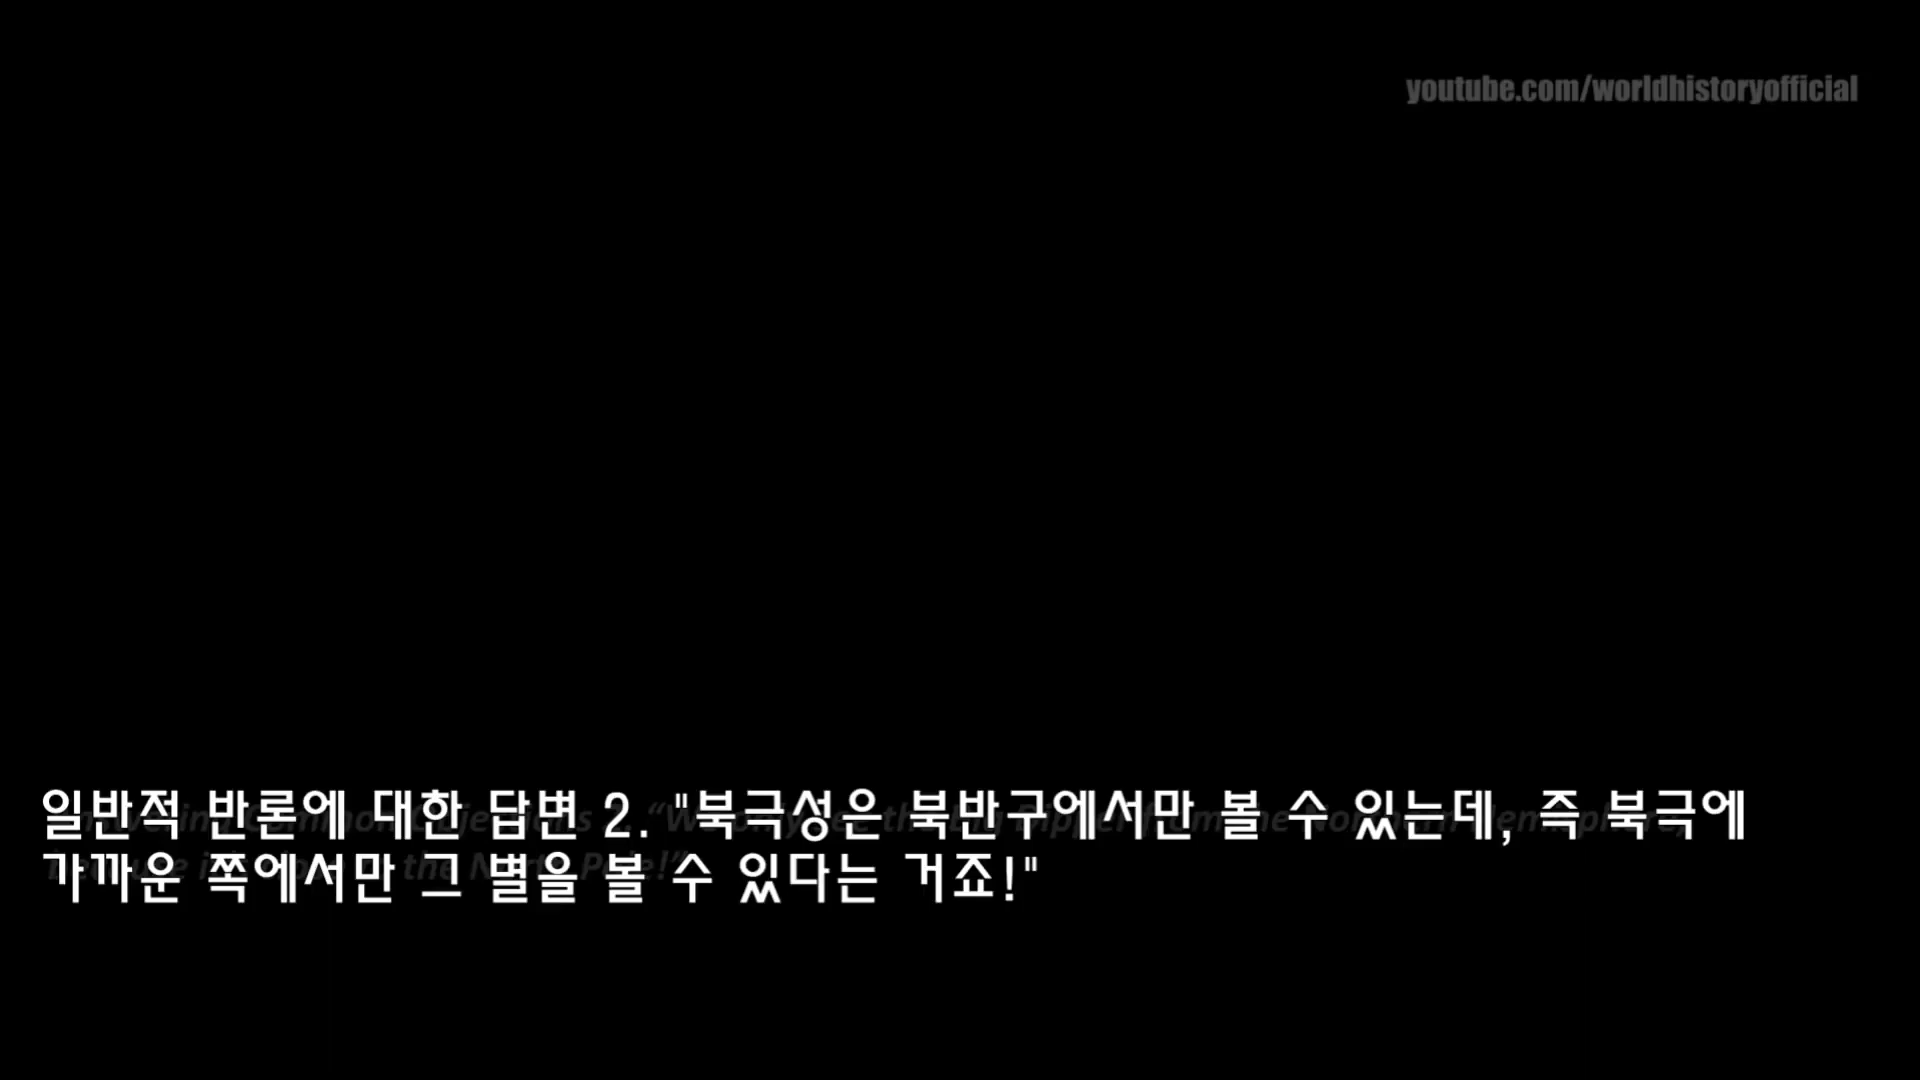 youtube.com/worldhistoryofficial
일반적 반론에 대한 답변 2."북극성은 북반구에서만 볼 수 있는데, 즉 북극에
가까운 쪽에서만 그 별을 볼 수 있다는 거죠!"